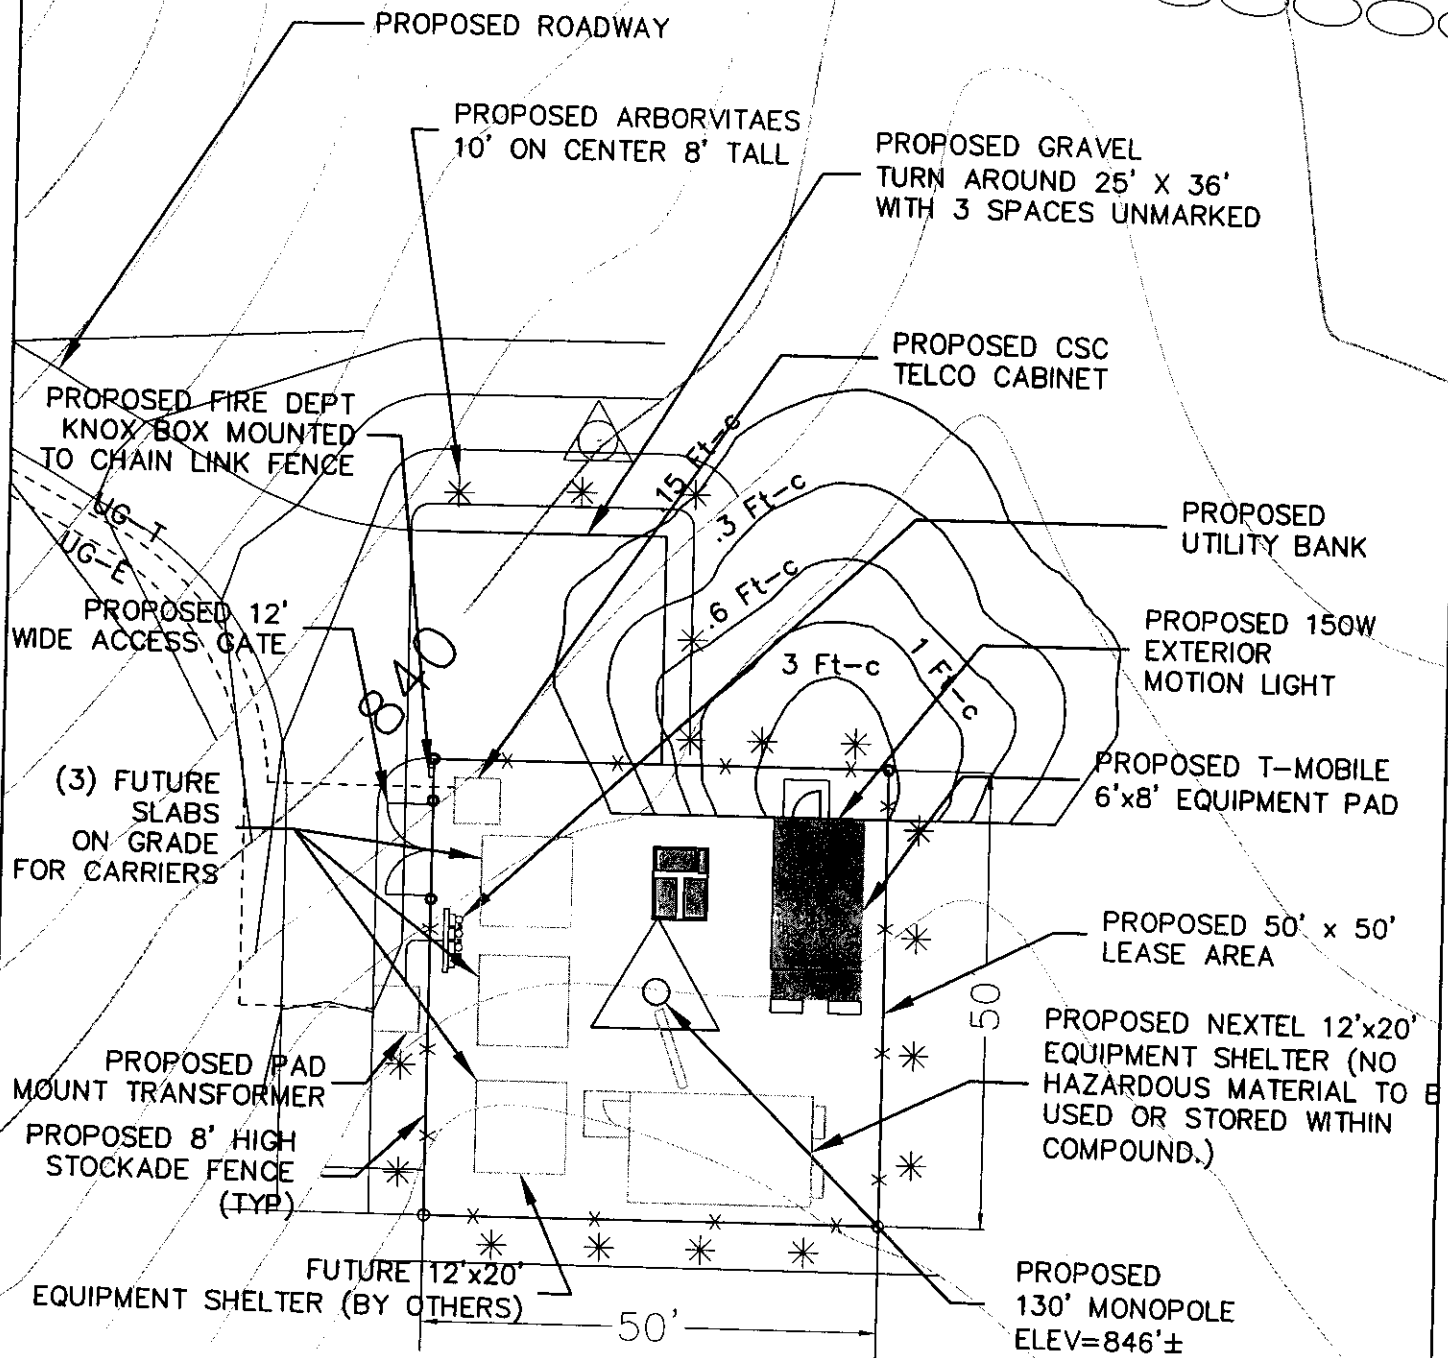 PROPOSED ROADWAY
PROPOSED ARBORVITAES
10' ON CENTER 8' TALL
PROPOSED GRAVEL
TURN AROUND 25' X 36'
WITH 3 SPACES UNMARKED
PROPOSED CSC
TELCO CABINET
PROPOSED FIRE DEPT
KNOX BOX MOUNTED
TO CHAIN LINK FENCE
.15 Ft-c
.3 Ft-c
.6 Ft-c
1 Ft-c
3 Ft-c
UG-T
UG-E
PROPOSED
UTILITY BANK
PROPOSED 12'
WIDE ACCESS GATE
840
PROPOSED 150W
EXTERIOR
MOTION LIGHT
(3) FUTURE
SLABS
ON GRADE
FOR CARRIERS
PROPOSED T-MOBILE
6'x8' EQUIPMENT PAD
PROPOSED 50' x 50'
LEASE AREA
50
PROPOSED NEXTEL 12'x20'
EQUIPMENT SHELTER (NO
HAZARDOUS MATERIAL TO B
USED OR STORED WITHIN
COMPOUND.)
PROPOSED PAD
MOUNT TRANSFORMER
PROPOSED 8' HIGH
STOCKADE FENCE
(TYP)
FUTURE 12'x20'
EQUIPMENT SHELTER (BY OTHERS)
50'
PROPOSED
130' MONOPOLE
ELEV=846'±